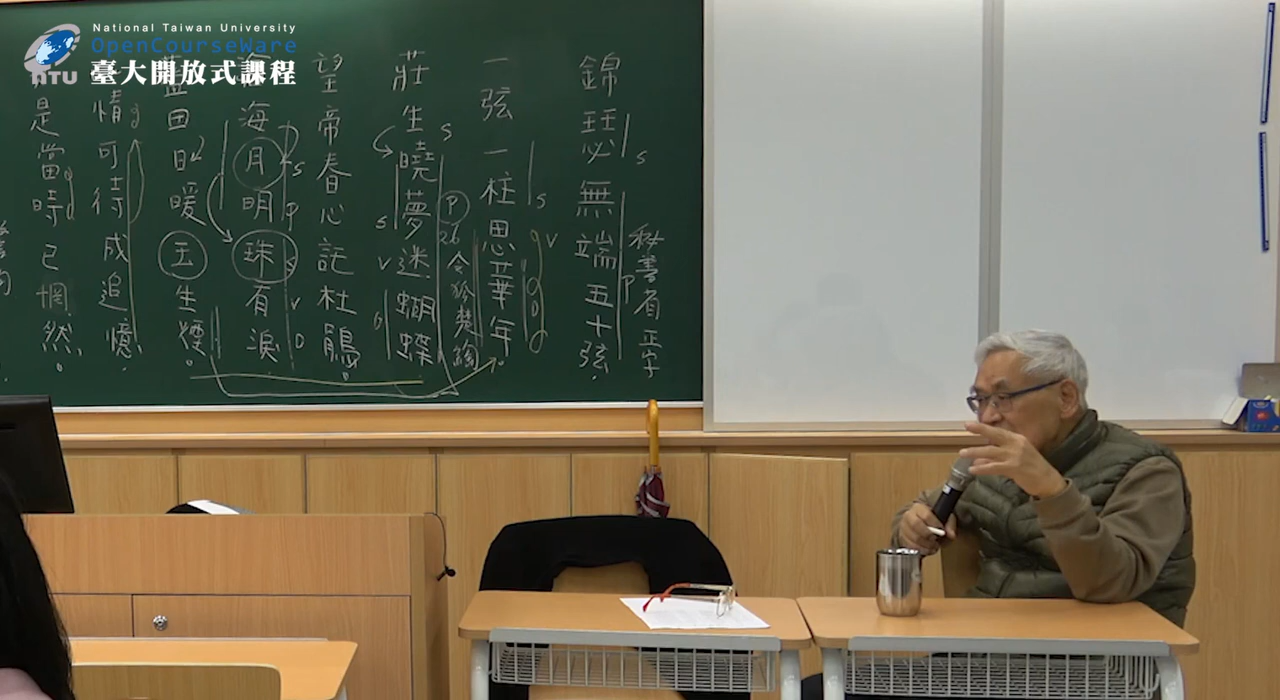 National Taiwan University
OpenCourseWare
NTU
臺大開放式課程
秘書省正字
S
P
錦瑟無端五十弦.
S
V
一弦一柱思華年.
P
26
令狐楚綯
S
S
V
O
莊生曉夢迷蝴蝶
望帝春心託杜鵑。
S
P
S
V
O
滄海月明珠有淚
藍田日暖玉生煙。
情可待成追憶.
是當時已惘然。